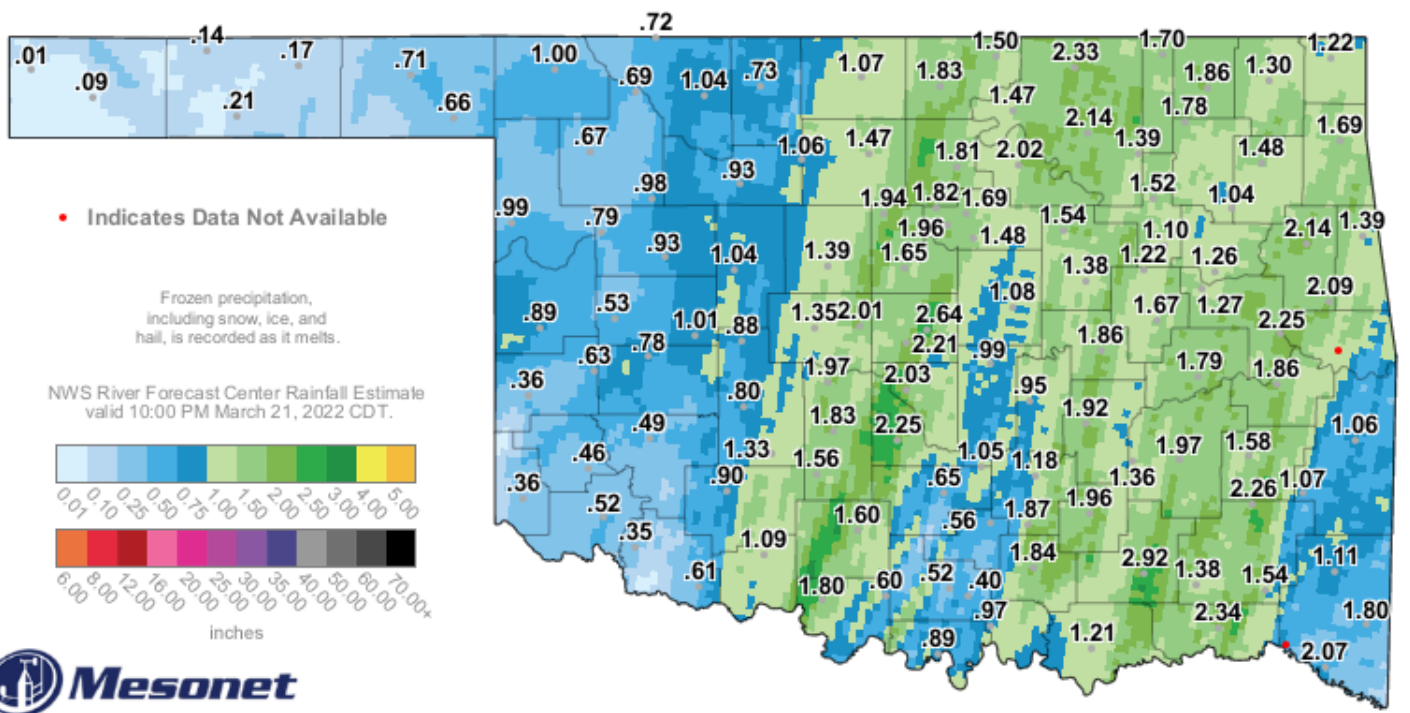 .72
.01 .14 .17 .71 1.00 .69 1.04 .73 1.07 1.83 1.50 2.33 1.70 1.86 1.30 1.22
.09 .21 .66 1.47 2.14 1.78 1.69
.67 1.06 1.47 1.81 2.02 1.39 1.48
.98 .93 1.94 1.82 1.69 1.52 1.04
.99 .79 1.96 1.54 1.10 2.14 1.39
Indicates Data Not Available
.93 1.04 1.39 1.65 1.48 1.38 1.22 1.26
Frozen precipitation,
including snow, ice, and
hail, is recorded as it melts.
.89 .53 1.01 .88 1.35 2.01 2.64 1.08 1.67 1.27 2.09
.63 .78 2.21 .99 1.86 1.79 2.25
.36 .80 1.97 2.03 .95 1.86
NWS River Forecast Center Rainfall Estimate
valid 10:00 PM March 21, 2022 CDT.
.49 1.83 2.25 1.92 1.06
.46 1.33 1.56 1.05 1.18 1.97 1.58
.36 .90 .65 1.36 2.26 1.07
0.01 0.10 0.25 0.50 0.75 1.00 1.50 2.00 2.50 3.00 4.00 5.00
.52 1.60 .56 1.87 1.96
.35 1.09 1.84
.61 1.80 .60 .52 .40 2.92 1.38 1.54 1.11
6.00 8.00 12.00 16.00 20.00 25.00 30.00 35.00 40.00 50.00 60.00 70.00+
.97 2.34 1.80
inches
.89 1.21 2.07
Mesonet